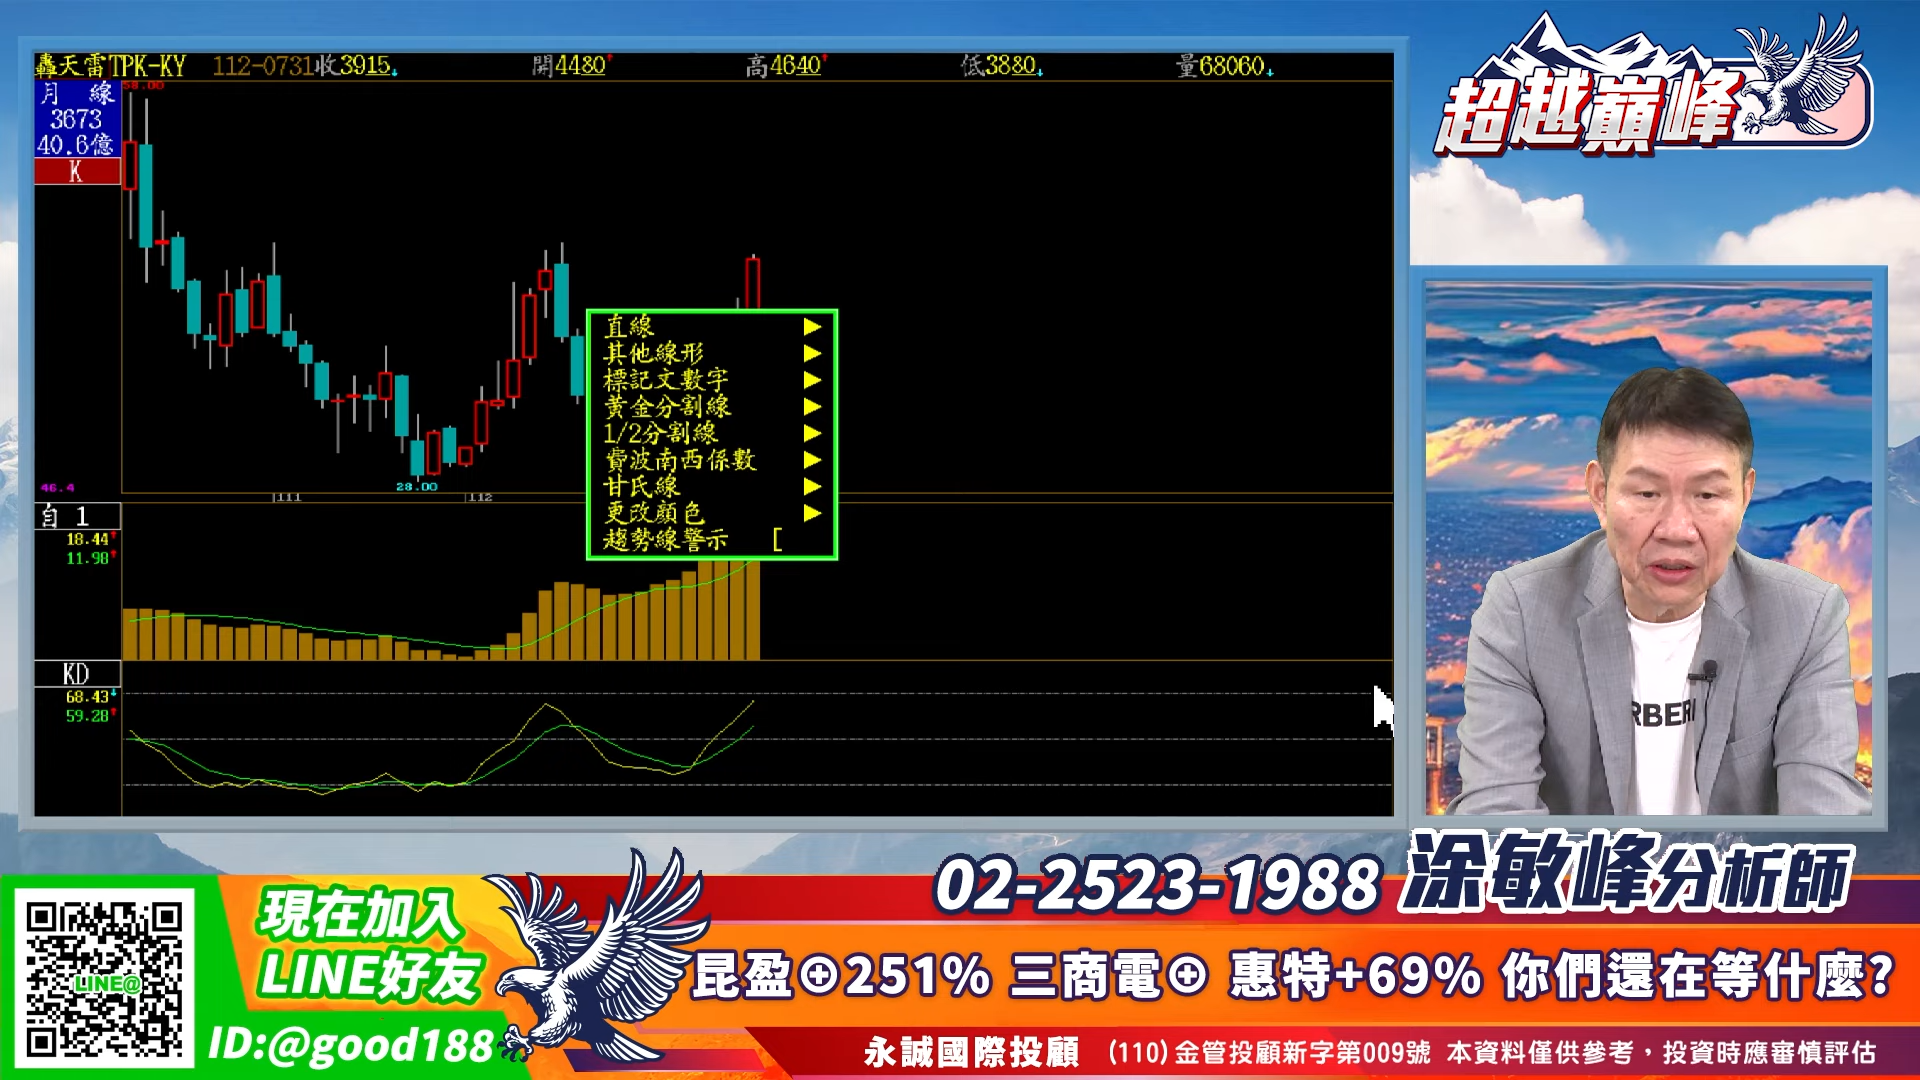 轟天雷TPK-KY 112-0731收3915↓ 開4480↑ 高4640↑ 低3880↓ 量68060↓
月 線
3673
40.6億
K
58.00
直線 ▶
其他線形 ▶
標記文數字 ▶
黃金分割線 ▶
1/2分割線 ▶
費波南西係數 ▶
甘氏線 ▶
更改顏色 ▶
趨勢線警示 [
46.4
28.00
111
112
自 1
18.44↑
11.98↑
KD
68.43↓
59.28↑
超越巔峰
RBERI
02-2523-1988 涂敏峰分析師
現在加入
LINE好友
LINE@
ID:@good188
昆盈⊕251% 三商電⊕ 惠特+69% 你們還在等什麼?
永誠國際投顧 (110)金管投顧新字第009號 本資料僅供參考，投資時應審慎評估